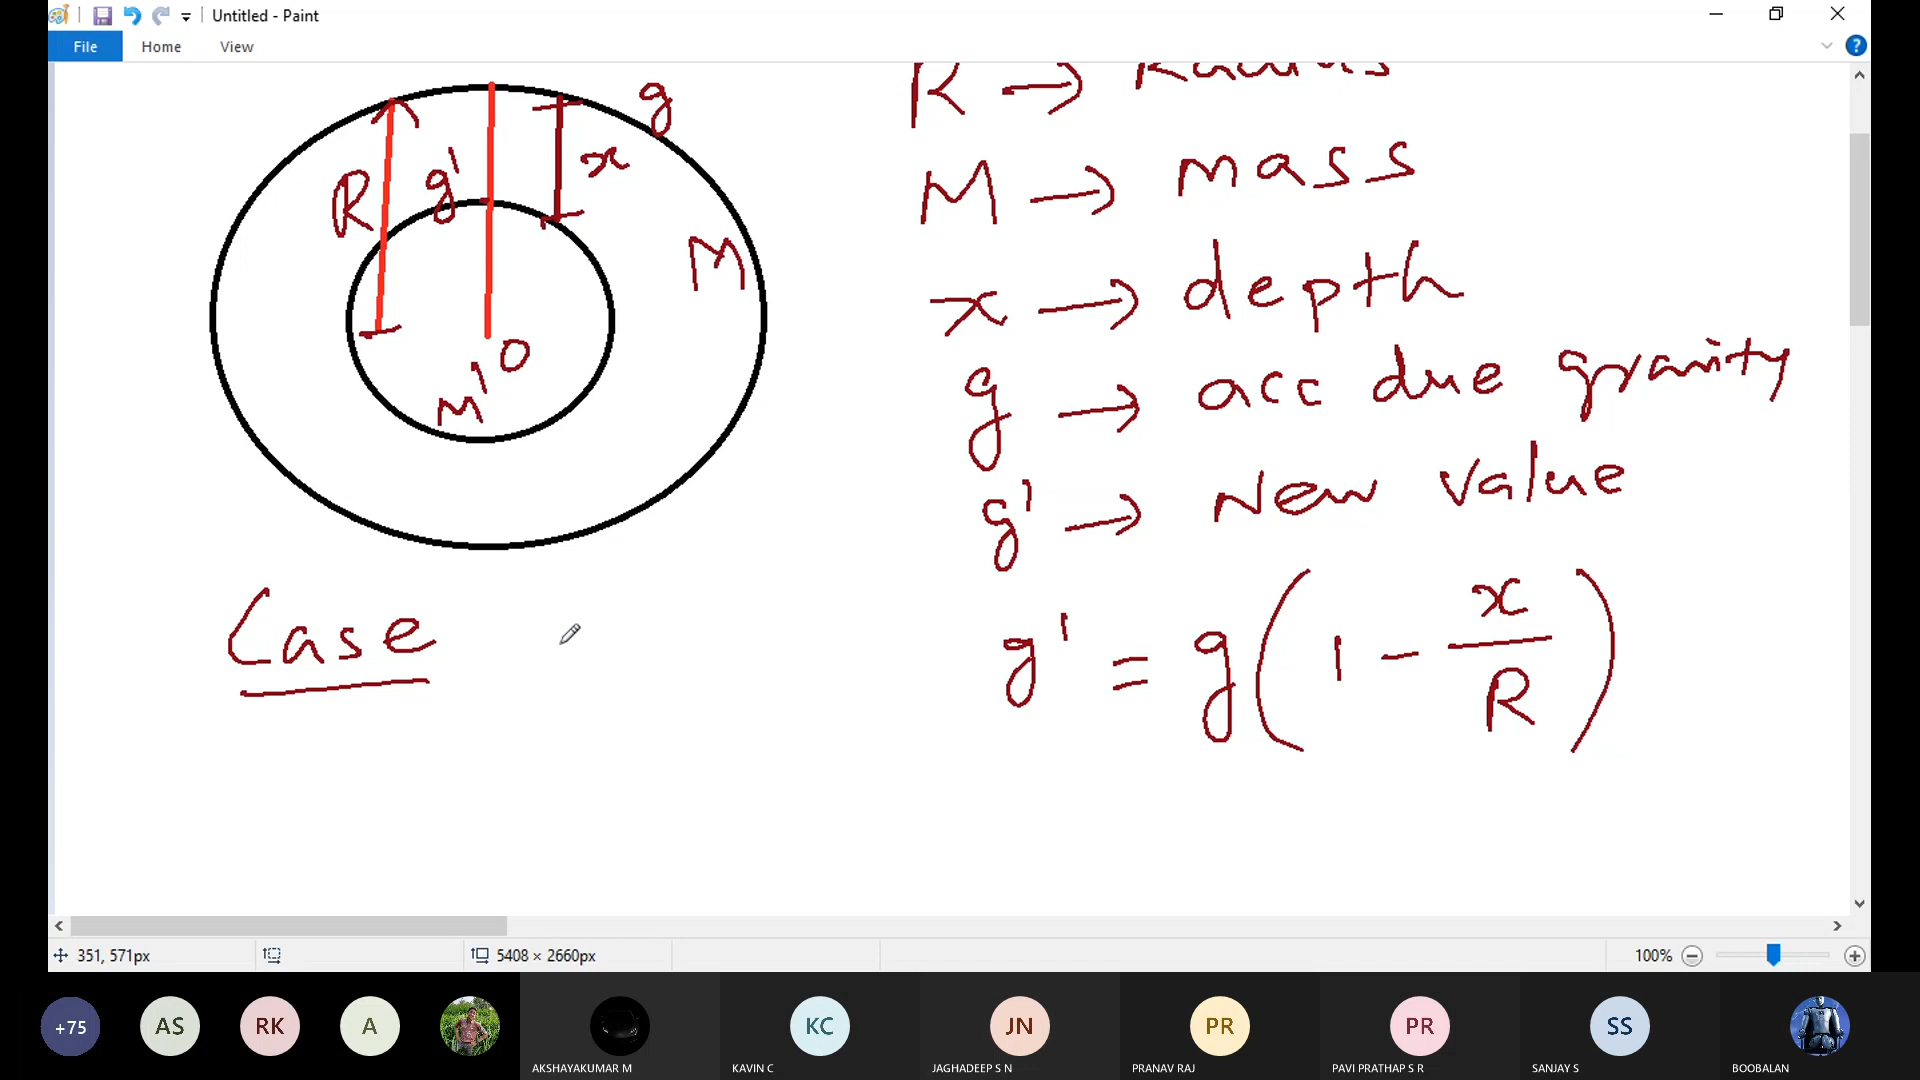 Untitled - Paint
File Home View
R → Radius
M → mass
x → depth
g → acc due gravity
g' → New value
g' = g(1 - x/R)
g
g'
x
R
M
O
M'
Case
351, 571px
5408 × 2660px
100%
+75
AS
RK
A
KC
JN
PR
PR
SS
AKSHAYAKUMAR M
KAVIN C
JAGHADEEP S N
PRANAV RAJ
PAVI PRATHAP S R
SANJAY S
BOOBALAN